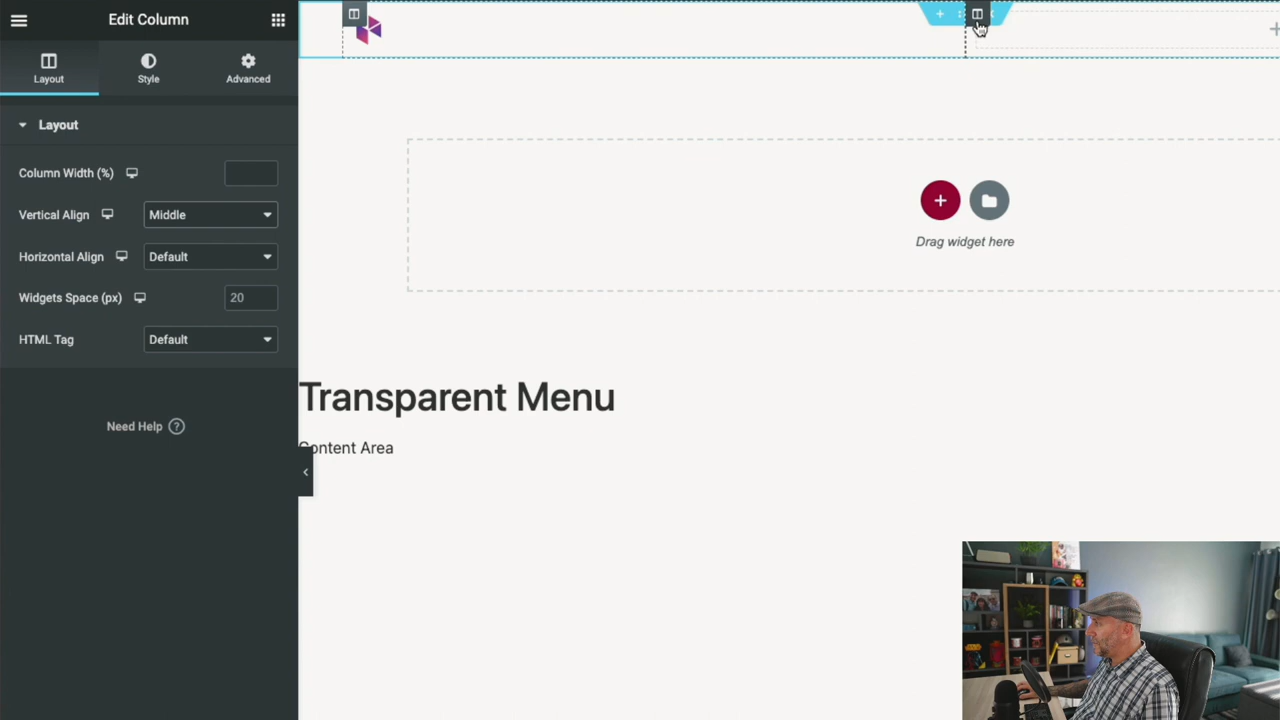 Edit Column
Layout
Style
Advanced
Layout
Column Width (%)
Vertical Align
Middle
Horizontal Align
Default
Widgets Space (px)
20
HTML Tag
Default
Need Help
Drag widget here
Transparent Menu
Content Area